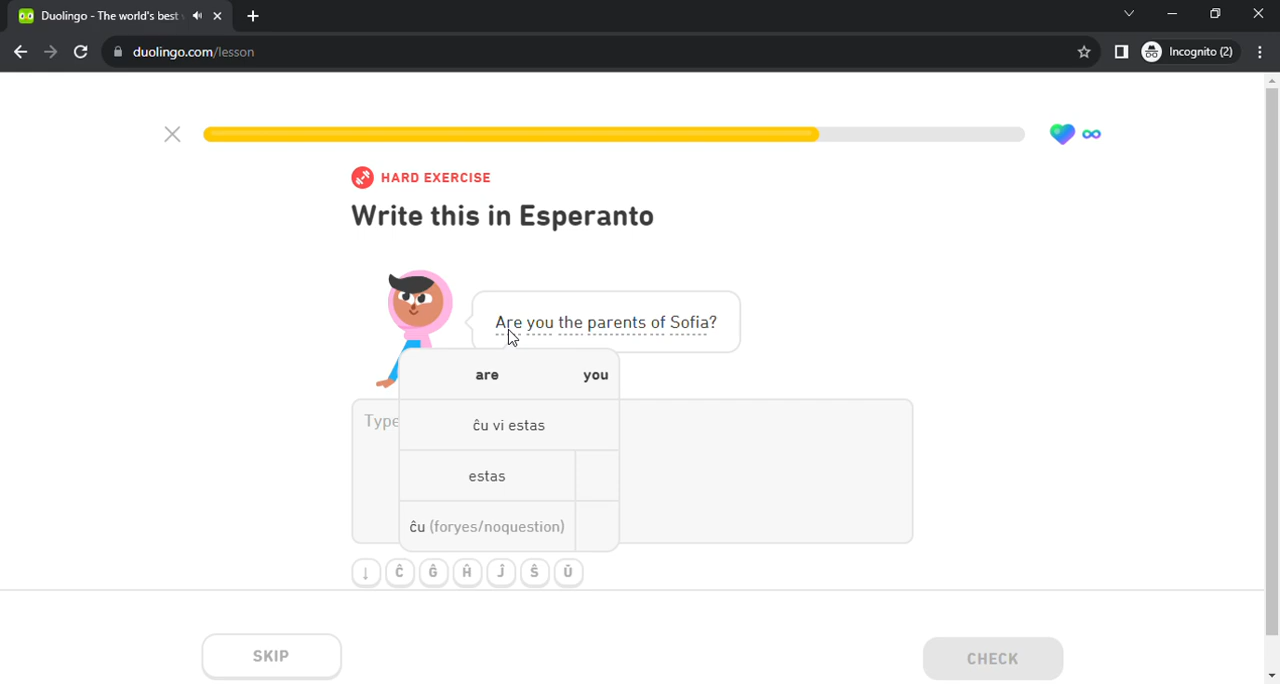 Duolingo - The world's best
duolingo.com/lesson
Incognito (2)
HARD EXERCISE
Write this in Esperanto
Are you the parents of Sofia?
are you
ĉu vi estas
estas
ĉu (foryes/noquestion)
Type
↓ Ĉ Ĝ Ĥ Ĵ Ŝ Ŭ
SKIP
CHECK